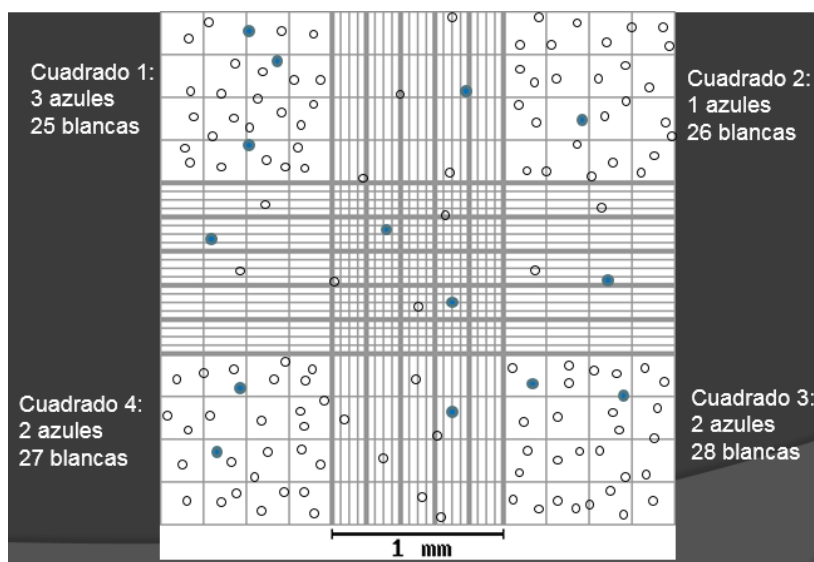 Cuadrado 1:
3 azules
25 blancas
Cuadrado 2:
1 azules
26 blancas
Cuadrado 4:
2 azules
27 blancas
Cuadrado 3:
2 azules
28 blancas
1 mm